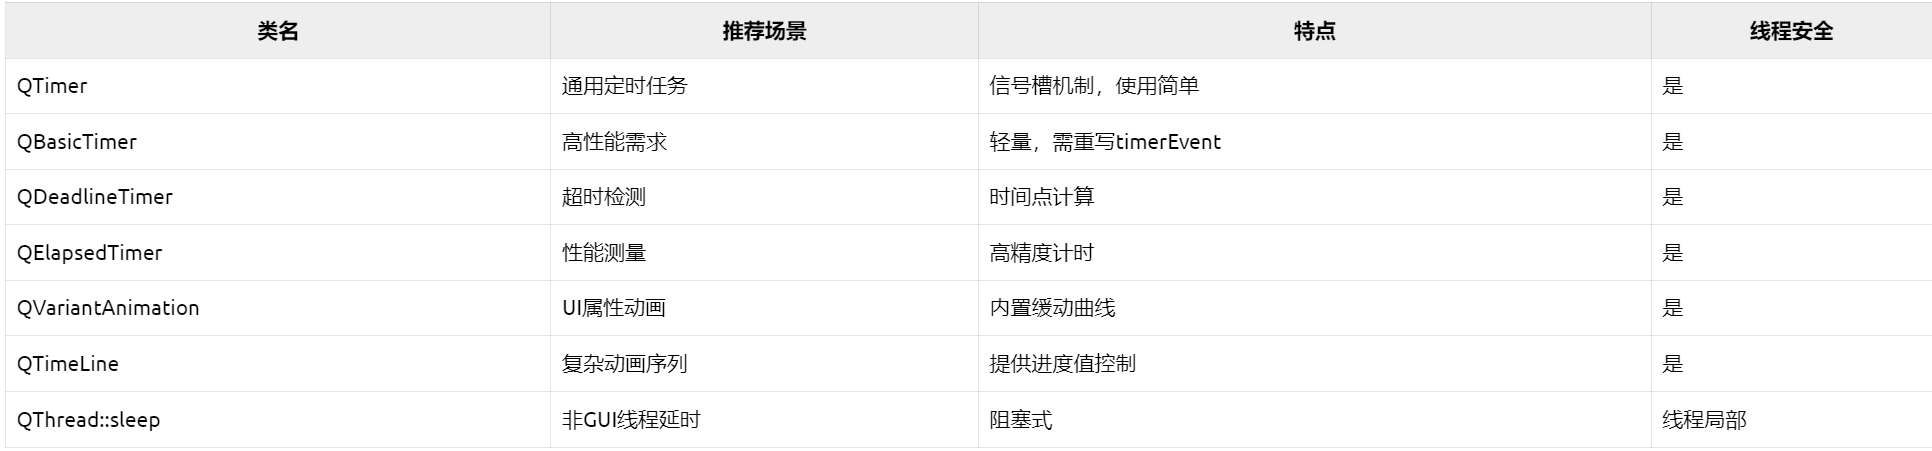 类名 推荐场景 特点 线程安全
QTimer 通用定时任务 信号槽机制，使用简单 是
QBasicTimer 高性能需求 轻量，需重写timerEvent 是
QDeadlineTimer 超时检测 时间点计算 是
QElapsedTimer 性能测量 高精度计时 是
QVariantAnimation UI属性动画 内置缓动曲线 是
QTimeLine 复杂动画序列 提供进度值控制 是
QThread::sleep 非GUI线程延时 阻塞式 线程局部